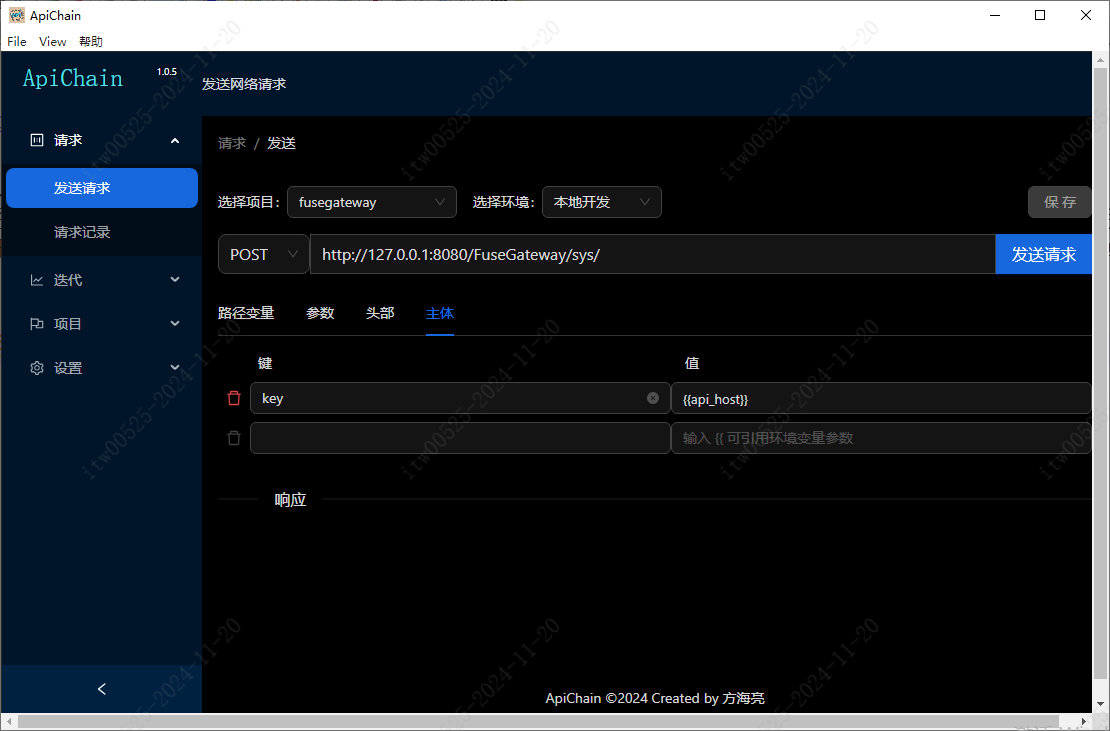 ApiChain
File View 帮助
ApiChain 1.0.5
发送网络请求
请求
发送请求
请求记录
迭代
项目
设置
请求 / 发送
选择项目: fusegateway 选择环境: 本地开发 保 存
POST http://127.0.0.1:8080/FuseGateway/sys/ 发送请求
路径变量 参数 头部 主体
键 值
key {{api_host}}
输入 {{ 可引用环境变量参数
响应
ApiChain ©2024 Created by 方海亮
itw00525-2024-11-20